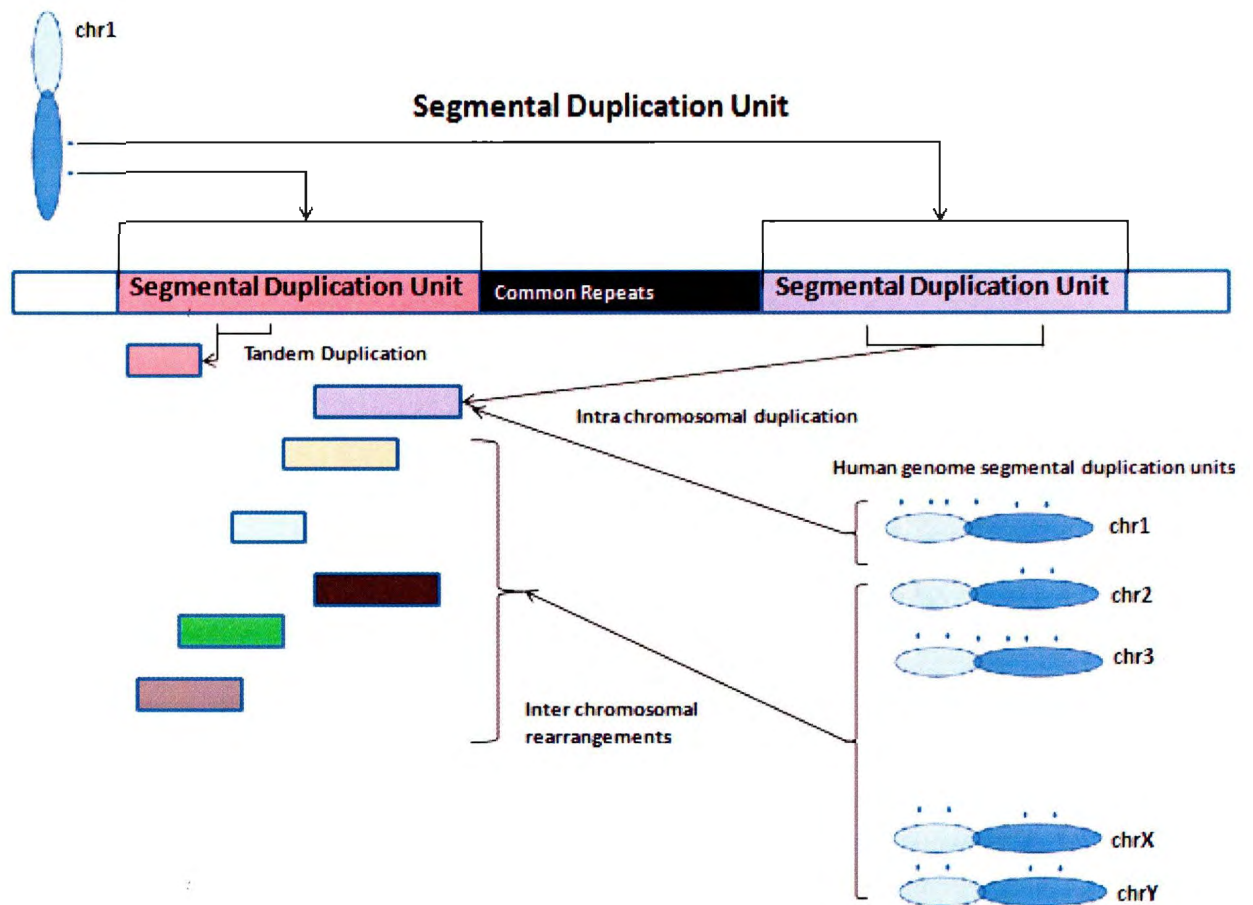 chr1
Segmental Duplication Unit
Segmental Duplication Unit
Common Repeats
Segmental Duplication Unit
Tandem Duplication
Intra chromosomal duplication
Human genome segmental duplication units
chr1
chr2
chr3
Inter chromosomal
rearrangements
chrX
chrY